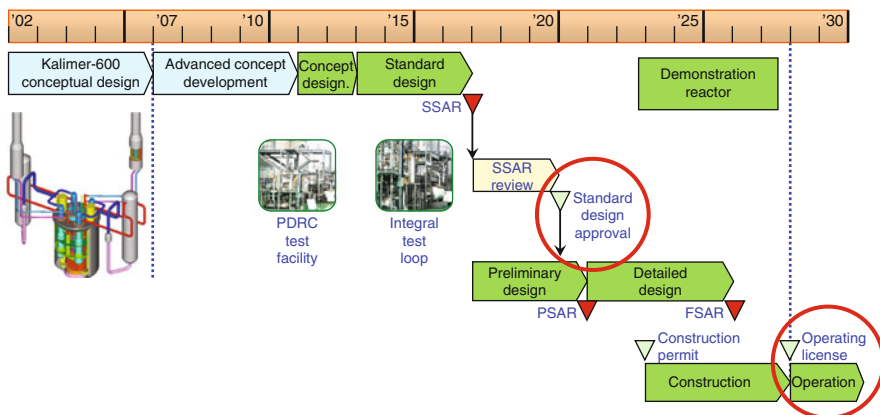 '02
'07
'10
'15
'20
'25
'30
Kalimer-600
conceptual design
Advanced concept
development
Concept
design.
Standard
design
Demonstration
reactor
SSAR
SSAR
review
Standard
design
approval
PDRC
test
facility
Integral
test
loop
Preliminary
design
Detailed
design
PSAR
FSAR
Construction
permit
Operating
license
Construction
Operation